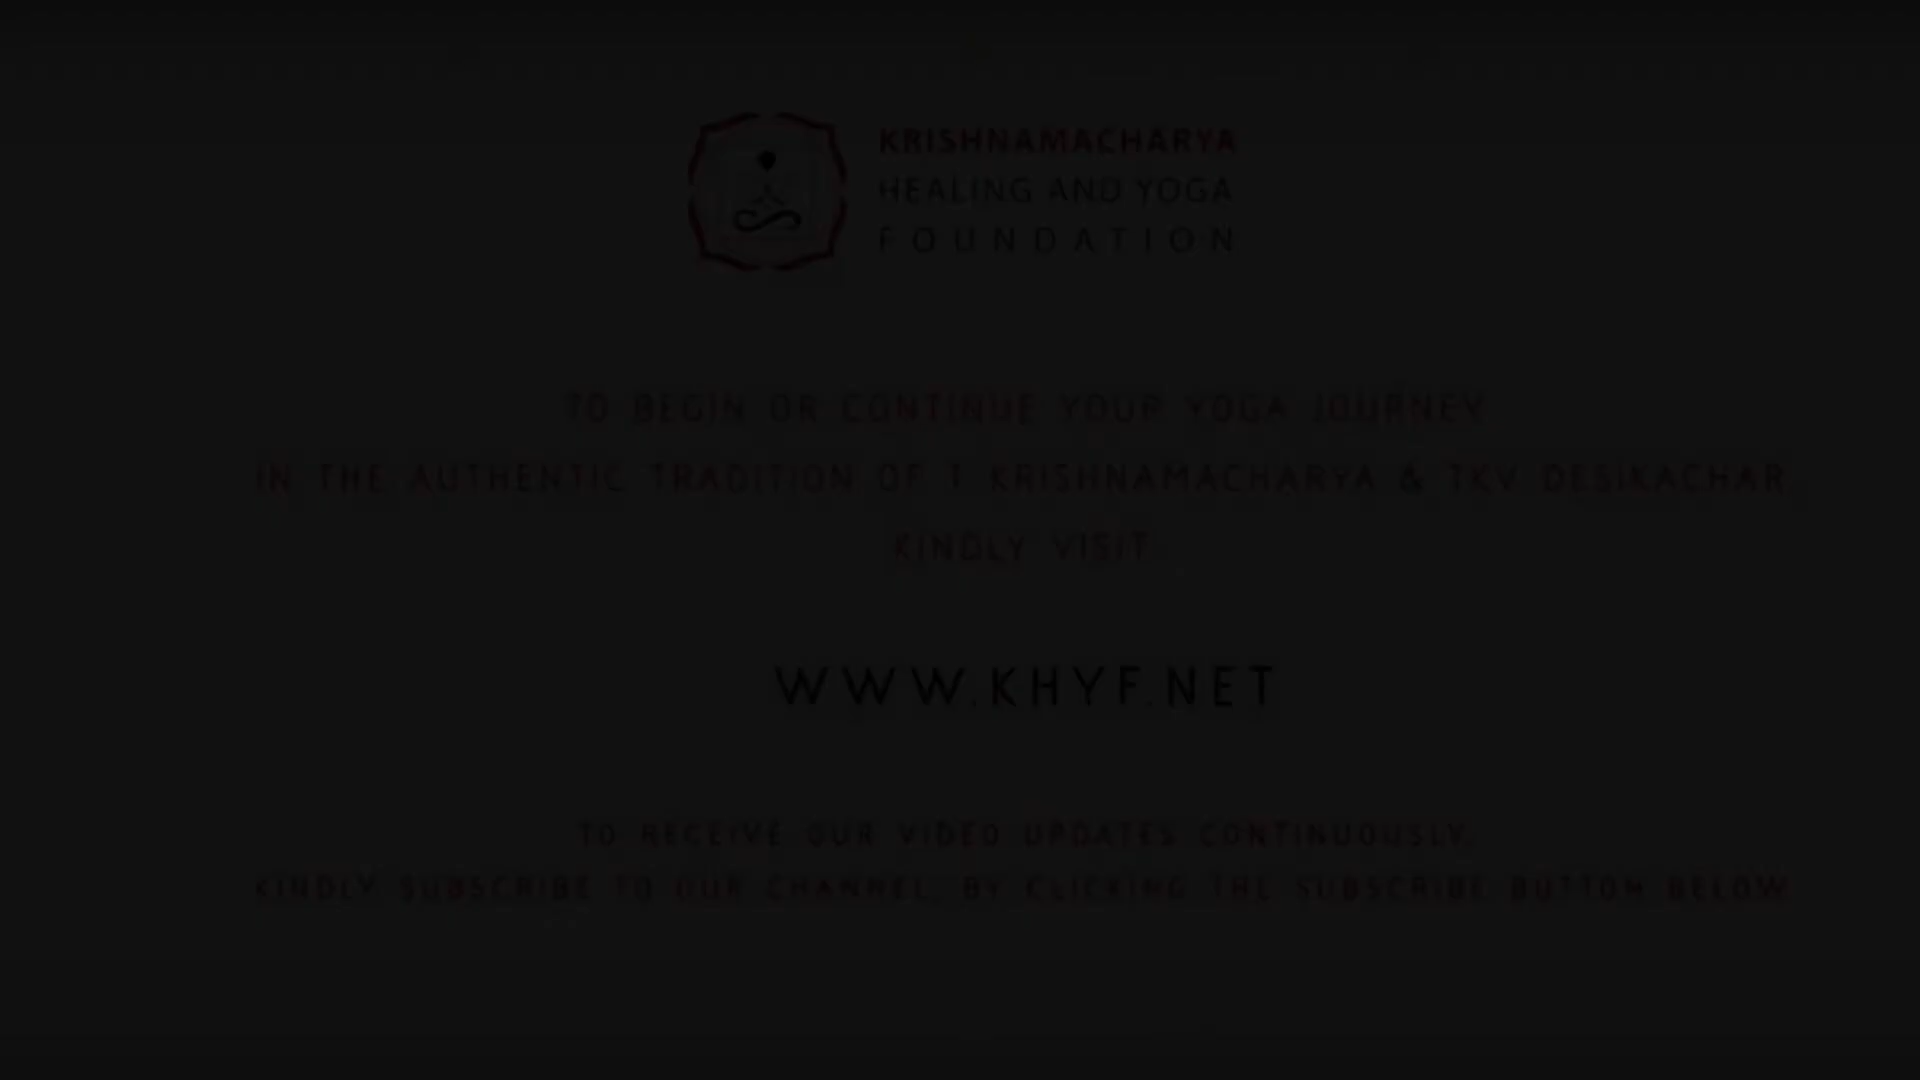 KRISHNAMACHARYA
HEALING AND YOGA
FOUNDATION
TO BEGIN OR CONTINUE YOUR YOGA JOURNEY
IN THE AUTHENTIC TRADITION OF T KRISHNAMACHARYA & TKV DESIKACHAR
KINDLY VISIT
WWW.KHYF.NET
TO RECEIVE OUR VIDEO UPDATES CONTINUOUSLY,
KINDLY SUBSCRIBE TO OUR CHANNEL, BY CLICKING THE SUBSCRIBE BUTTON BELOW